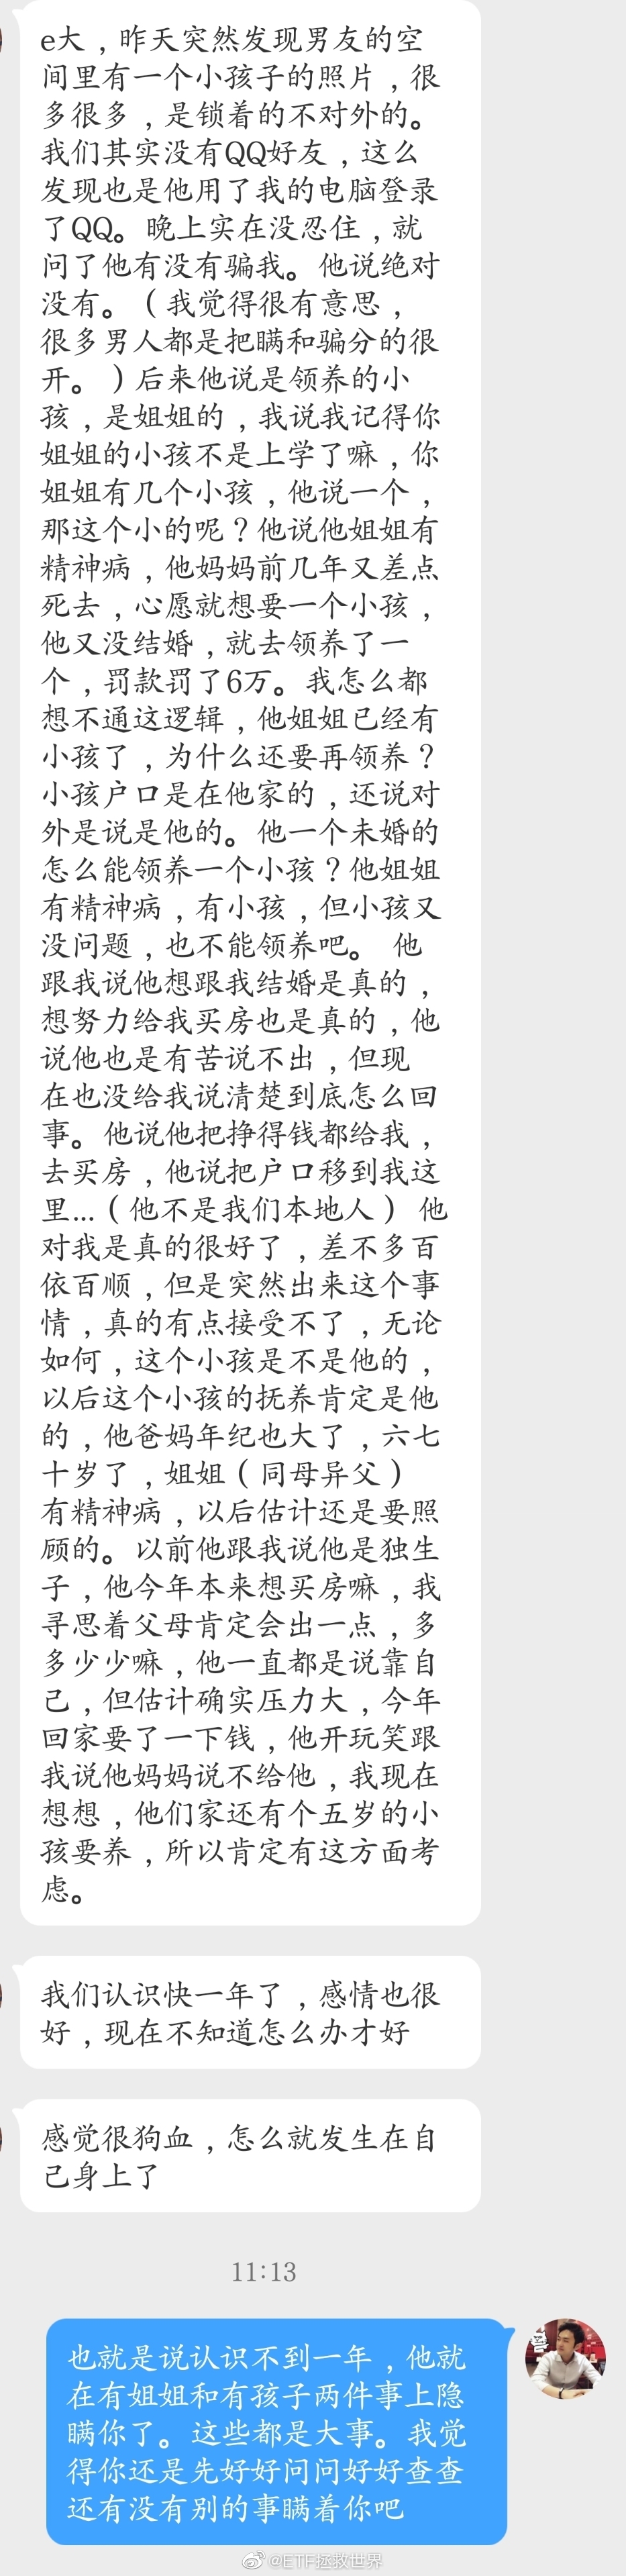 e大，昨天突然发现男友的空
间里有一个小孩子的照片，很
多很多，是锁着的不对外的。
我们其实没有QQ好友，这么
发现也是他用了我的电脑登录
了QQ。晚上实在没忍住，就
问了他有没有骗我。他说绝对
没有。（我觉得很有意思，
很多男人都是把瞒和骗分的很
开。）后来他说是领养的小
孩，是姐姐的，我说我记得你
姐姐的小孩不是上学了嘛，你
姐姐有几个小孩，他说一个，
那这个小的呢？他说他姐姐有
精神病，他妈妈前几年又差点
死去，心愿就想要一个小孩，
他又没结婚，就去领养了一
个，罚款罚了6万。我怎么都
想不通这逻辑，他姐姐已经有
小孩了，为什么还要再领养？
小孩户口是在他家的，还说对
外是说是他的。他一个未婚的
怎么能领养一个小孩？他姐姐
有精神病，有小孩，但小孩又
没问题，也不能领养吧。 他
跟我说他想跟我结婚是真的，
想努力给我买房也是真的，他
说他也是有苦说不出，但现
在也没给我说清楚到底怎么回
事。他说他把挣得钱都给我，
去买房，他说把户口移到我这
里...（他不是我们本地人） 他
对我是真的很好了，差不多百
依百顺，但是突然出来这个事
情，真的有点接受不了，无论
如何，这个小孩是不是他的，
以后这个小孩的抚养肯定是他
的，他爸妈年纪也大了，六七
十岁了，姐姐（同母异父）
有精神病，以后估计还是要照
顾的。以前他跟我说他是独生
子，他今年本来想买房嘛，我
寻思着父母肯定会出一点，多
多少少嘛，他一直都是说靠自
己，但估计确实压力大，今年
回家要了一下钱，他开玩笑跟
我说他妈妈说不给他，我现在
想想，他们家还有个五岁的小
孩要养，所以肯定有这方面考
虑。
我们认识快一年了，感情也很
好，现在不知道怎么办才好
感觉很狗血，怎么就发生在自
己身上了
11:13
也就是说认识不到一年，他就
在有姐姐和有孩子两件事上隐
瞒你了。这些都是大事。我觉
得你还是先好好问问好好查查
还有没有别的事瞒着你吧
@ETF拯救世界